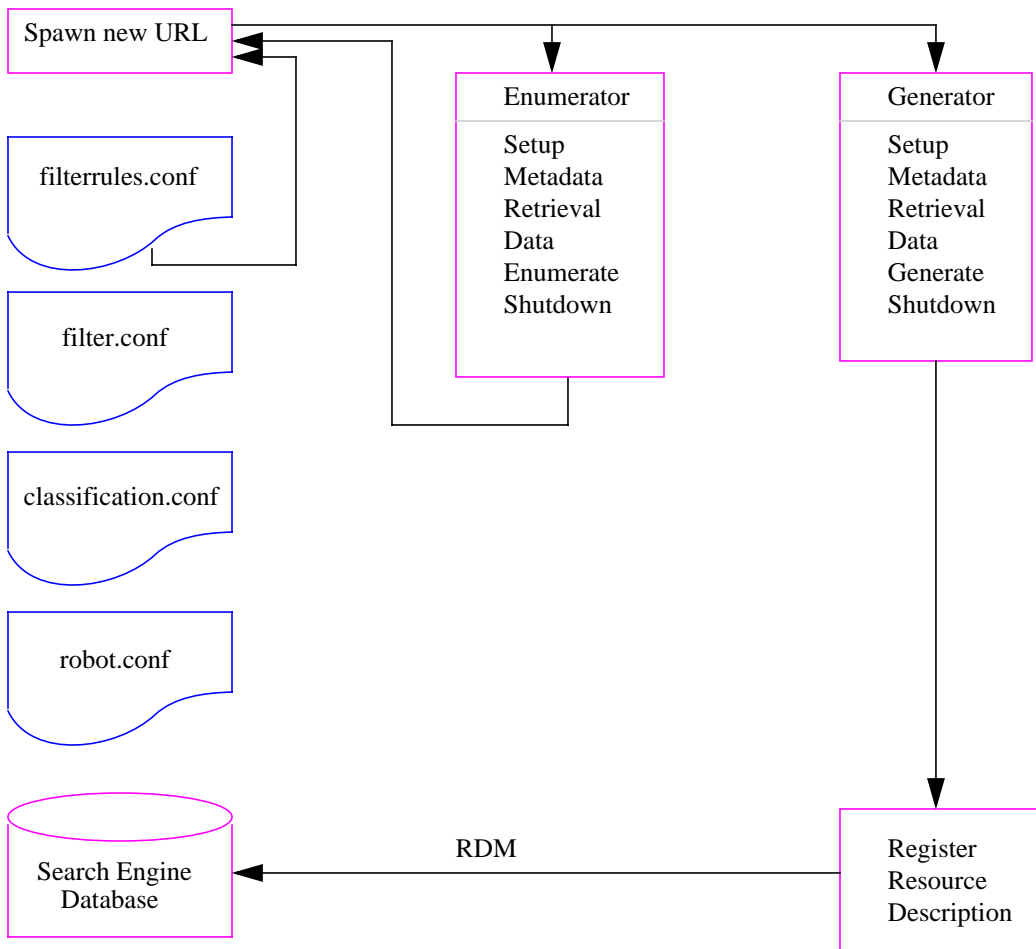 Spawn new URL
Enumerator
Setup
Metadata
Retrieval
Data
Enumerate
Shutdown
Generator
Setup
Metadata
Retrieval
Data
Generate
Shutdown
filterrules.conf
filter.conf
classification.conf
robot.conf
Search Engine
Database
RDM
Register
Resource
Description